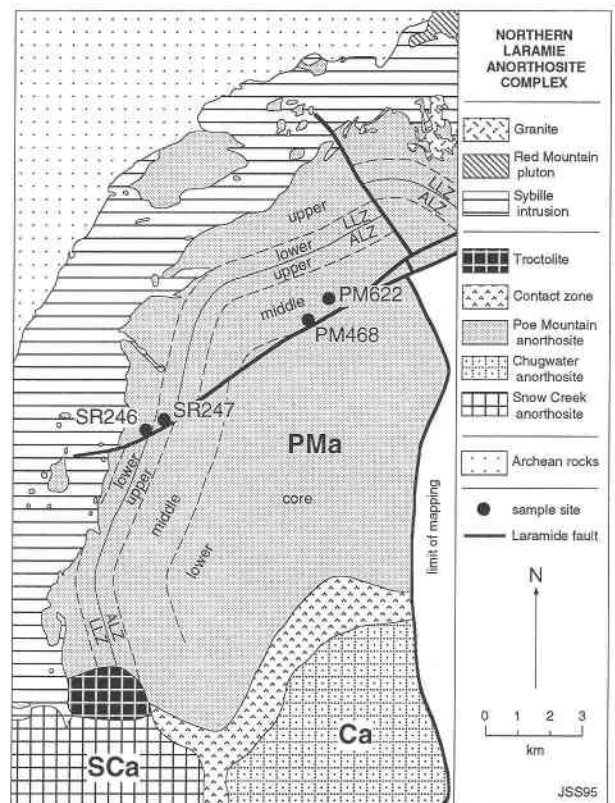 NORTHERN
LARAMIE
ANORTHOSITE
COMPLEX
Granite
Red Mountain
pluton
Sybille
intrusion
Troctolite
Contact zone
Poe Mountain
anorthosite
Chugwater
anorthosite
Snow Creek
anorthosite
Archean rocks
sample site
Laramide fault
N
0 1 2 3
km
JSS95
upper
lower
LLZ
ALZ
upper
LLZ
ALZ
middle
PM622
PM468
SR246
SR247
lower
upper
middle
lower
PMa
core
limit of mapping
LLZ
ALZ
SCa
Ca